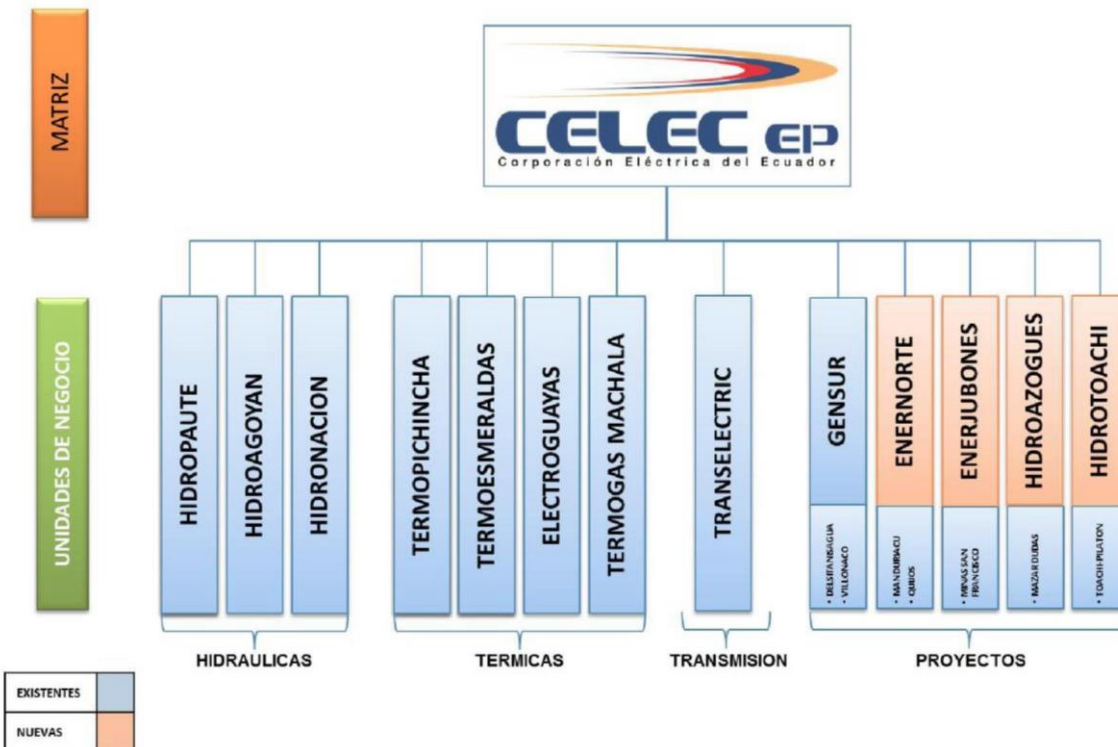 MATRIZ
CELEC EP
Corporación Eléctrica del Ecuador
UNIDADES DE NEGOCIO
HIDROPAUTE
HIDROAGOYAN
HIDRONACION
TERMOPICHINCHA
TERMOESMERALDAS
ELECTROGUAYAS
TERMOGAS MACHALA
TRANSELECTRIC
GENSUR
• DELSITANISAGUA
• VILLONACO
ENERNORTE
• MANDURIACU
• QUIJOS
ENERJUBONES
• MINAS SAN
FRANCISCO
HIDROAZOGUES
• MAZAR DUDAS
HIDROTOACHI
• TOACHI-PILATON
HIDRAULICAS
TERMICAS
TRANSMISION
PROYECTOS
EXISTENTES
NUEVAS